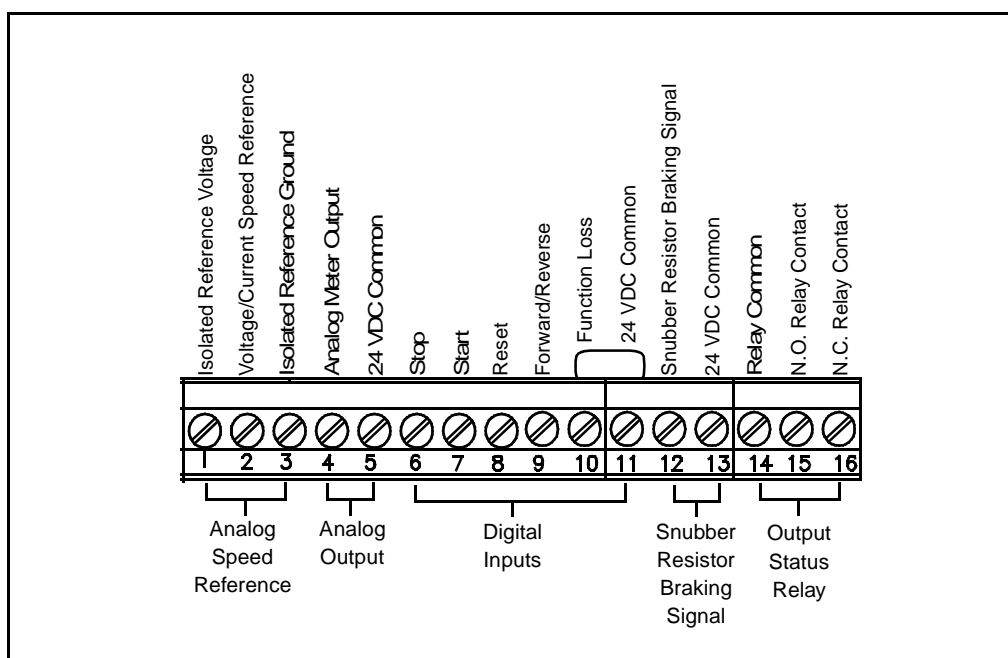 Isolated Reference Voltage
Voltage/Current Speed Reference
Isolated Reference Ground
Analog Meter Output
24 VDC Common
Stop
Start
Reset
Forward/Reverse
Function Loss
24 VDC Common
Snubber Resistor Braking Signal
24 VDC Common
Relay Common
N.O. Relay Contact
N.C. Relay Contact
1 2 3 4 5 6 7 8 9 10 11 12 13 14 15 16
Analog
Speed
Reference
Analog
Output
Digital
Inputs
Snubber
Resistor
Braking
Signal
Output
Status
Relay